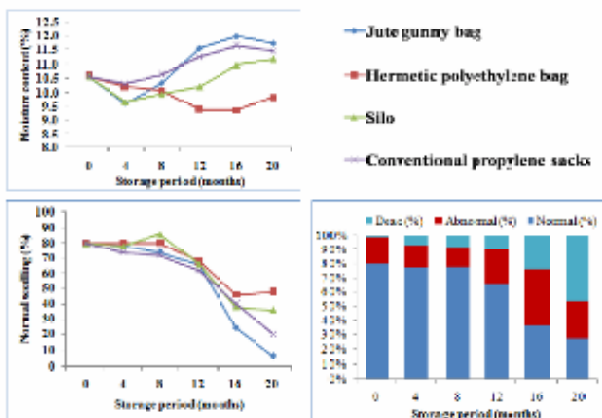 12.5
12.0
11.5
11.0
10.5
10.0
9.5
9.0
8.5
8.0
Moisture content (%)
0 4 8 12 16 20
Storage period (months)
Jute gunny bag
Hermetic polyethylene bag
Silo
Conventional propylene sacks
100
90
80
70
60
50
40
30
20
10
0
Normal seedling (%)
0 4 8 12 16 20
Storage period (months)
Dead (%) Abnormal (%) Normal (%)
100%
90%
80%
70%
60%
50%
40%
30%
20%
10%
0%
0 4 8 12 16 20
Storage period (months)